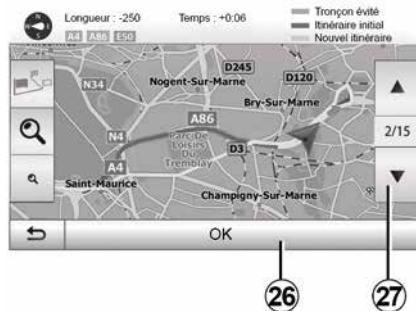 Longueur : -250 Temps : +0:06
Tronçon évité
Itinéraire initial
Nouvel itinéraire
A4 A86 E50
D245
N34
Nogent-Sur-Marne
D120
Bry-Sur-Marne
A86
2/15
N4
Parc De
Loisirs
Du
Tremblay
D3
A4
Saint-Maurice
Champigny-Sur-Marne
OK
26
27